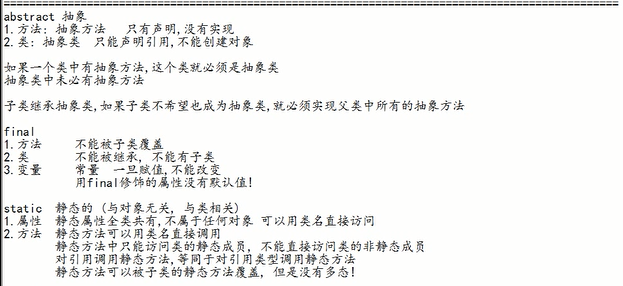 abstract 抽象
1.方法: 抽象方法 只有声明,没有实现
2.类: 抽象类 只能声明引用,不能创建对象
如果一个类中有抽象方法,这个类就必须是抽象类
抽象类中未必有抽象方法
子类继承抽象类,如果子类不希望也成为抽象类,就必须实现父类中所有的抽象方法
final
1.方法 不能被子类覆盖
2.类 不能被继承, 不能有子类
3.变量 常量 一旦赋值,不能改变
用final修饰的属性没有默认值!
static 静态的 (与对象无关, 与类相关)
1.属性 静态属性全类共有,不属于任何对象 可以用类名直接访问
2.方法 静态方法可以用类名直接调用
静态方法中只能访问类的静态成员, 不能直接访问类的非静态成员
对引用调用静态方法,等同于对引用类型调用静态方法
静态方法可以被子类的静态方法覆盖, 但是没有多态!